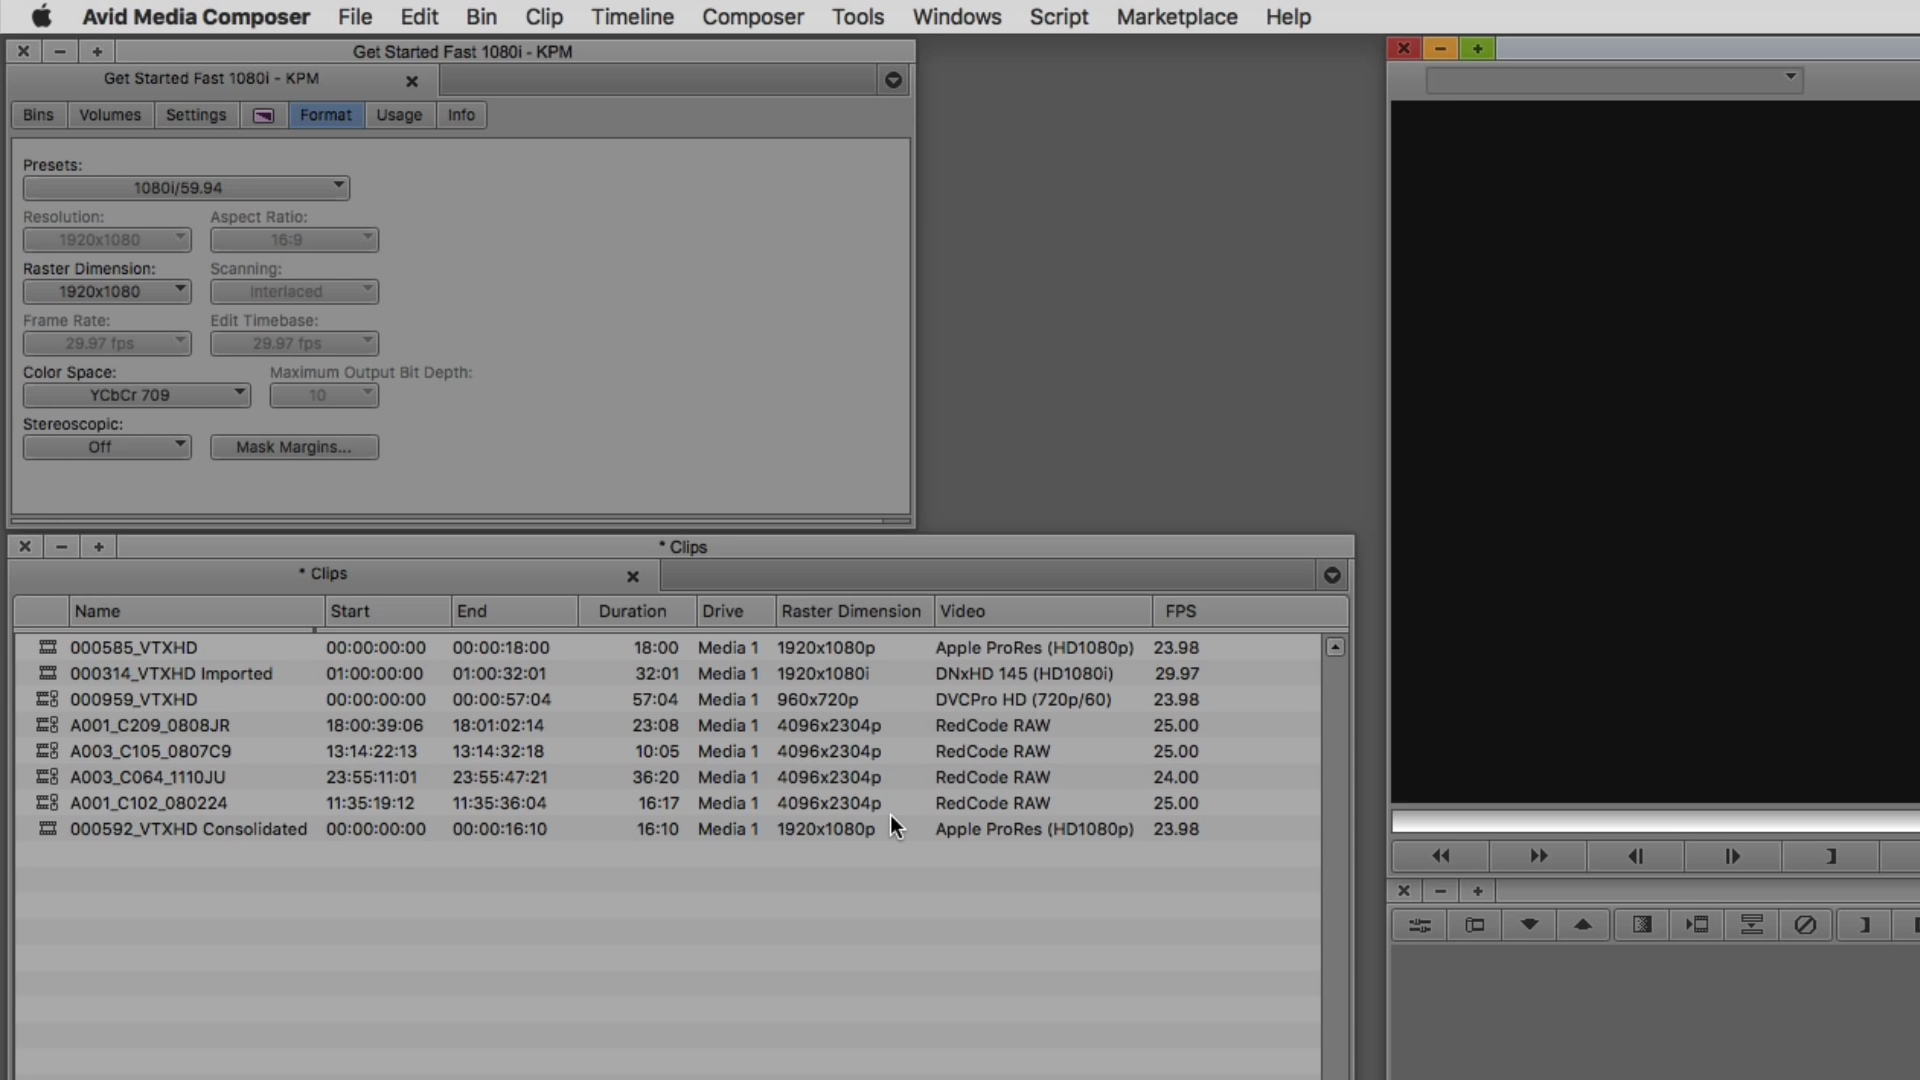 Avid Media Composer File Edit Bin Clip Timeline Composer Tools Windows Script Marketplace Help
Get Started Fast 1080i - KPM
Get Started Fast 1080i - KPM
Bins Volumes Settings Format Usage Info
Presets:
1080i/59.94
Resolution: Aspect Ratio:
1920x1080 16:9
Raster Dimension: Scanning:
1920x1080 Interlaced
Frame Rate: Edit Timebase:
29.97 fps 29.97 fps
Color Space: Maximum Output Bit Depth:
YCbCr 709 10
Stereoscopic:
Off Mask Margins...
* Clips
* Clips
Name Start End Duration Drive Raster Dimension Video FPS
000585_VTXHD 00:00:00:00 00:00:18:00 18:00 Media 1 1920x1080p Apple ProRes (HD1080p) 23.98
000314_VTXHD Imported 01:00:00:00 01:00:32:01 32:01 Media 1 1920x1080i DNxHD 145 (HD1080i) 29.97
000959_VTXHD 00:00:00:00 00:00:57:04 57:04 Media 1 960x720p DVCPro HD (720p/60) 23.98
A001_C209_0808JR 18:00:39:06 18:01:02:14 23:08 Media 1 4096x2304p RedCode RAW 25.00
A003_C105_0807C9 13:14:22:13 13:14:32:18 10:05 Media 1 4096x2304p RedCode RAW 25.00
A003_C064_1110JU 23:55:11:01 23:55:47:21 36:20 Media 1 4096x2304p RedCode RAW 24.00
A001_C102_080224 11:35:19:12 11:35:36:04 16:17 Media 1 4096x2304p RedCode RAW 25.00
000592_VTXHD Consolidated 00:00:00:00 00:00:16:10 16:10 Media 1 1920x1080p Apple ProRes (HD1080p) 23.98